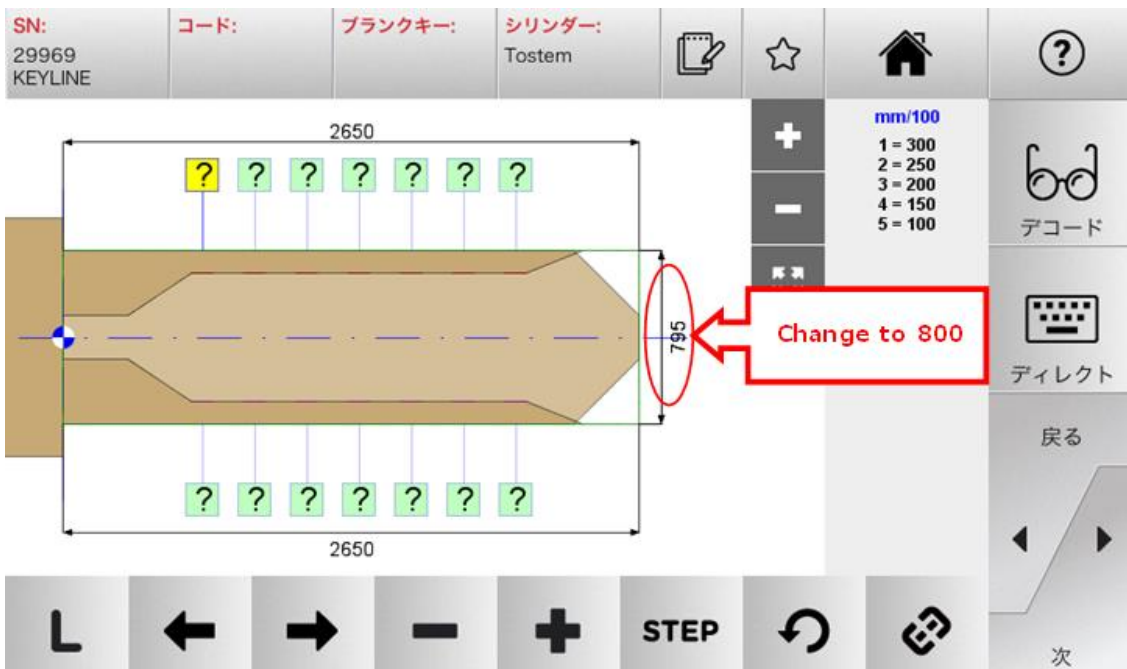 SN:
29969
KEYLINE
コード:
ブランクキー:
シリンダー:
Tostem
?
2650
? ? ? ? ? ? ?
mm/100
1 = 300
2 = 250
3 = 200
4 = 150
5 = 100
デコード
795
Change to 800
ディレクト
? ? ? ? ? ? ?
2650
戻る
次
L
STEP